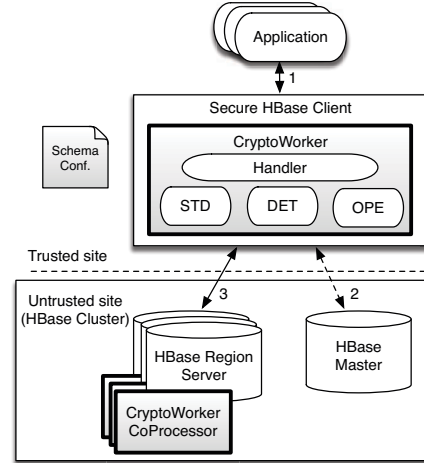 Application
1
Secure HBase Client
CryptoWorker
Handler
STD
DET
OPE
Schema
Conf.
Trusted site
Untrusted site
(HBase Cluster)
3
2
HBase Region
Server
HBase
Master
CryptoWorker
CoProcessor